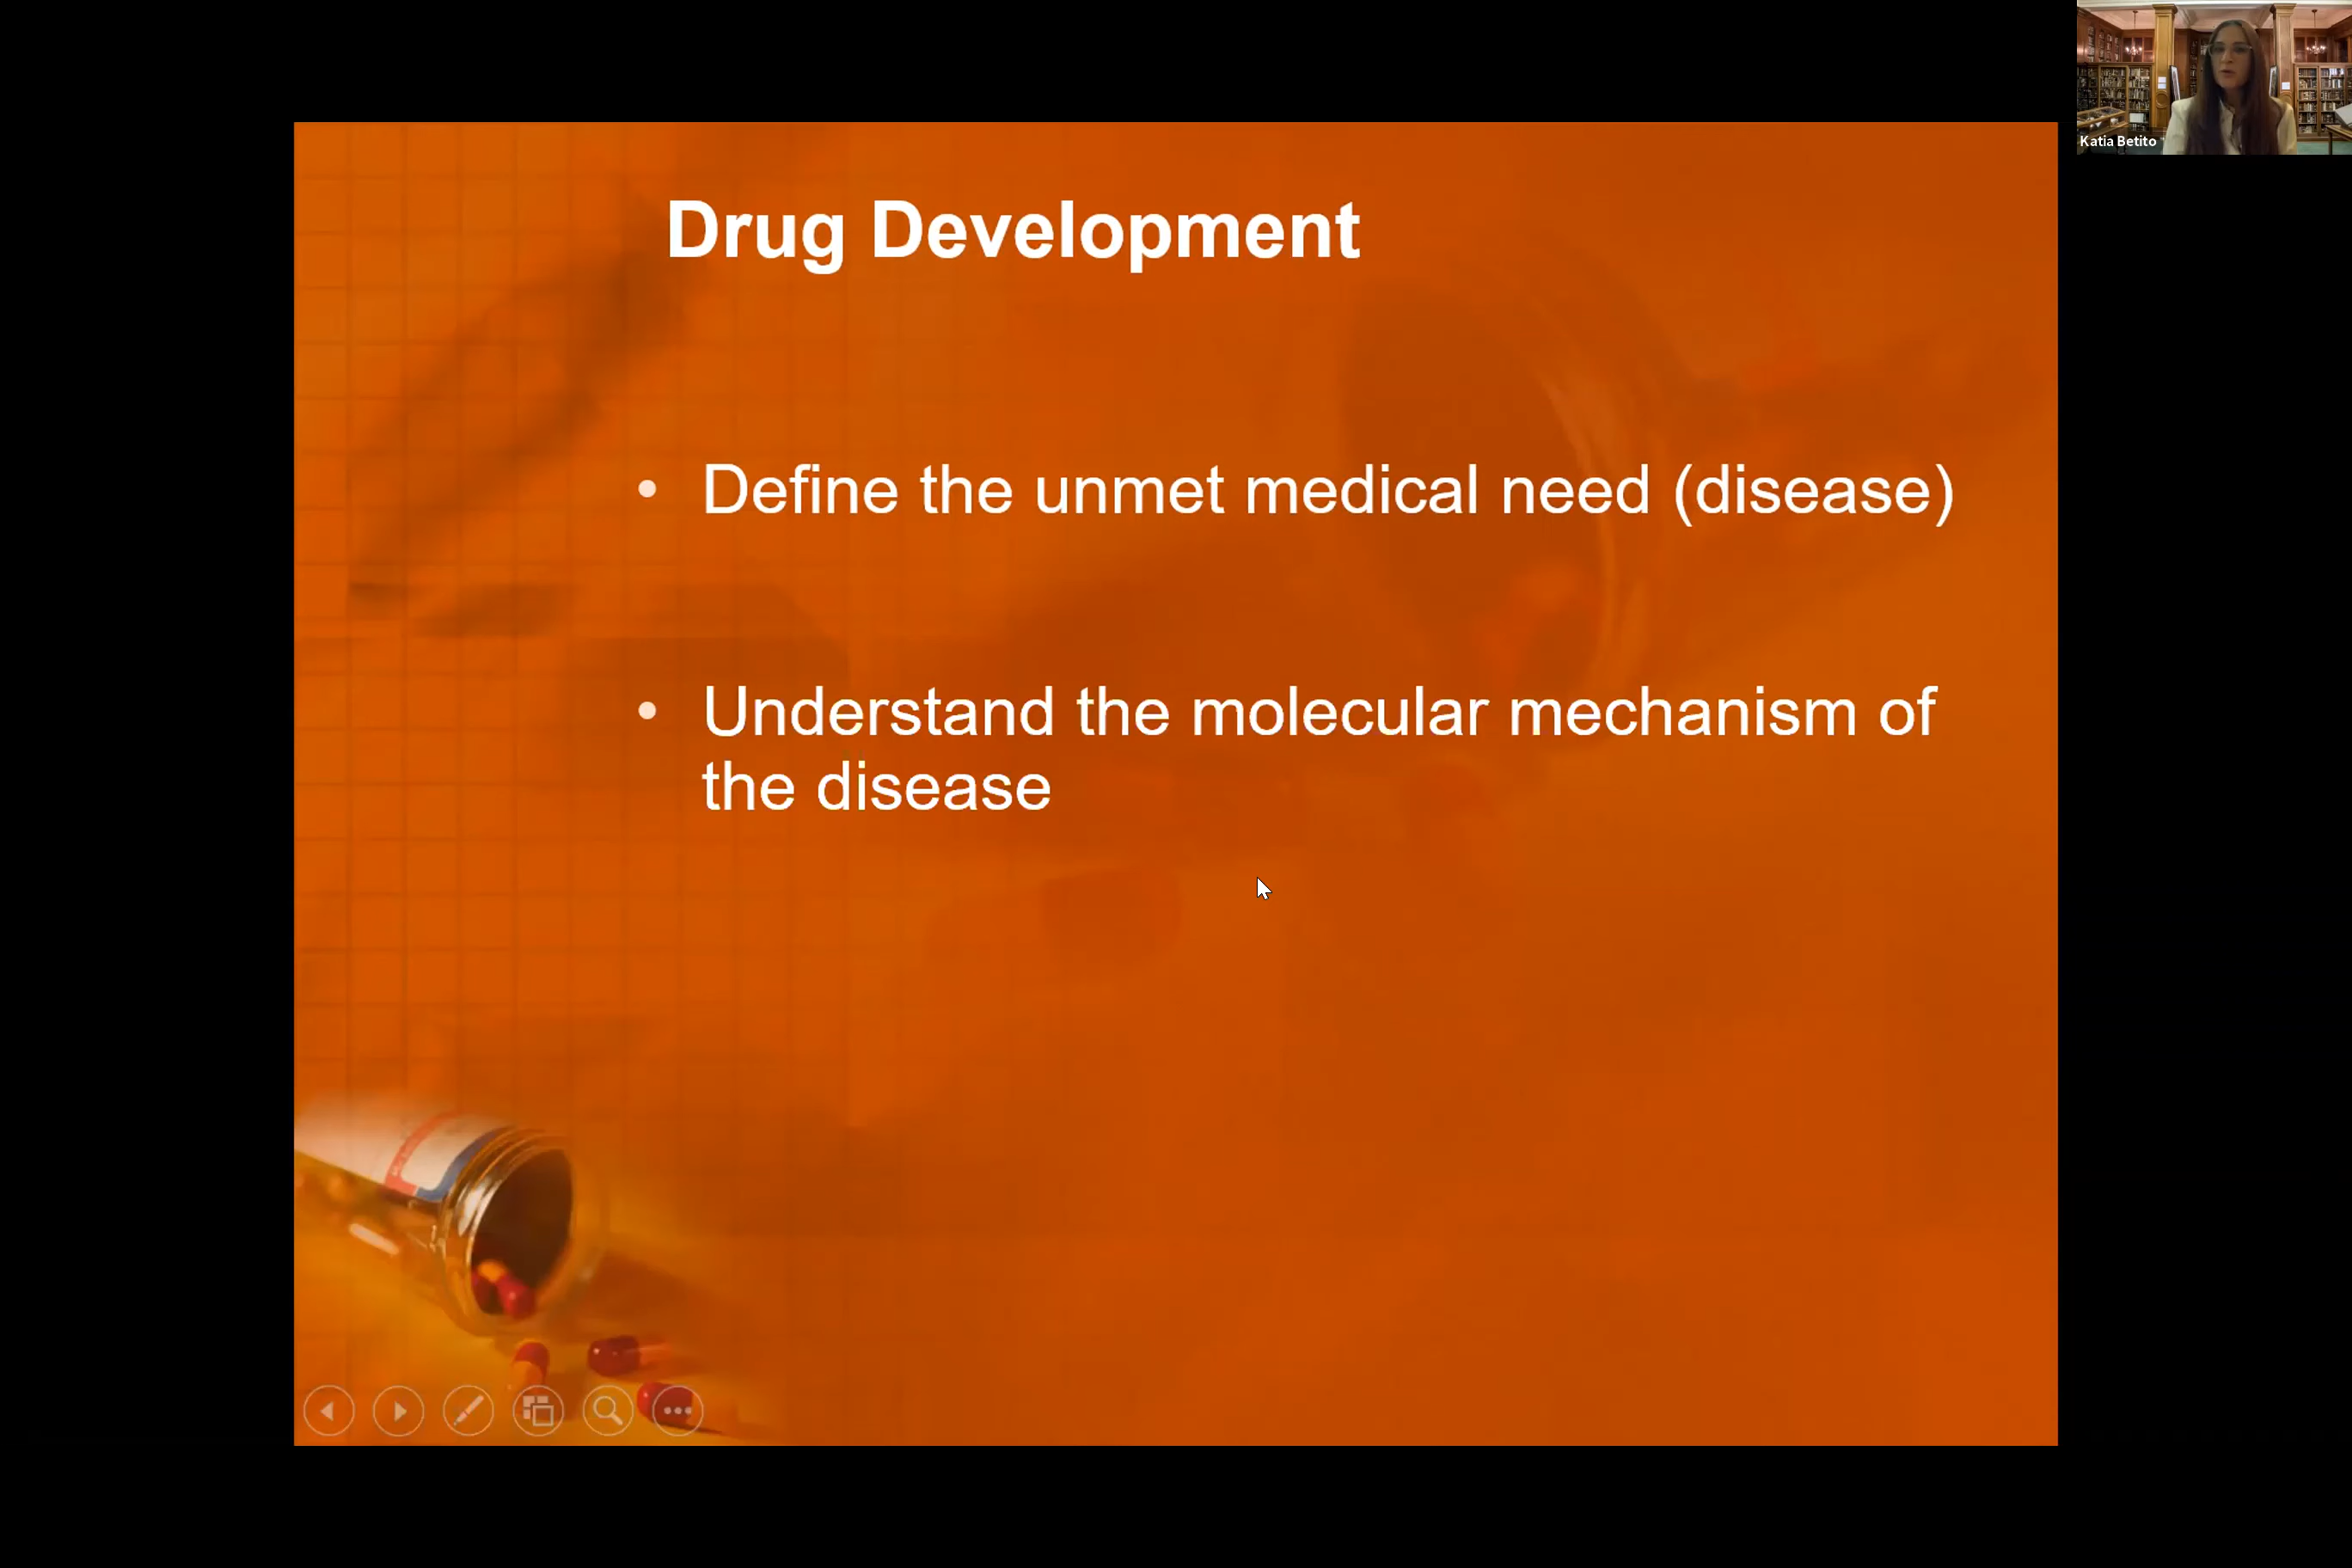 Katia Betito
Drug Development
• Define the unmet medical need (disease)
• Understand the molecular mechanism of
the disease